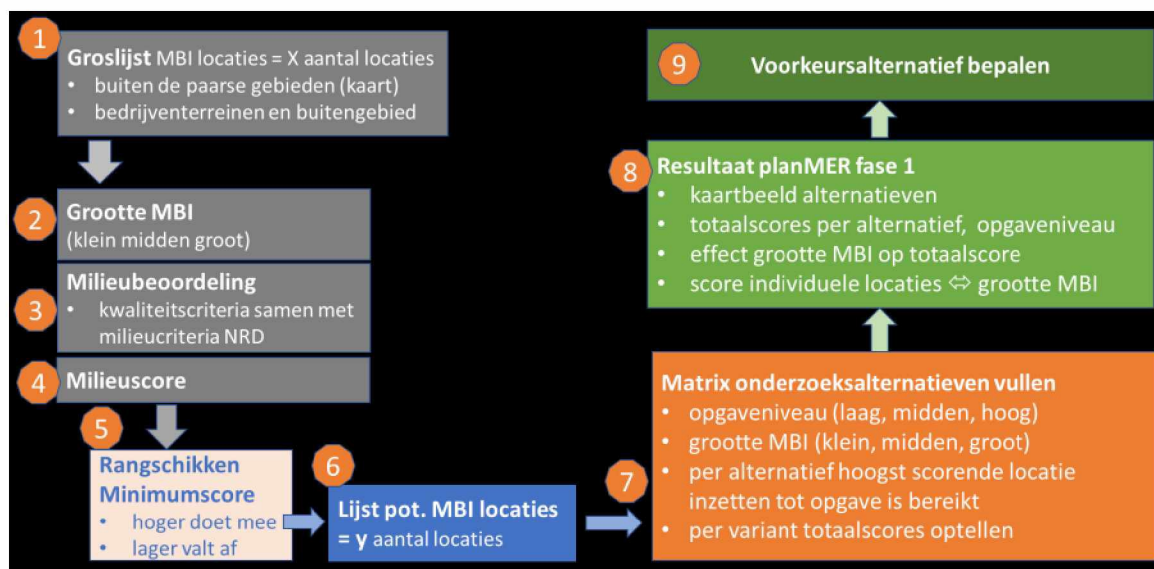 1
Groslijst MBI locaties = X aantal locaties
• buiten de paarse gebieden (kaart)
• bedrijventerreinen en buitengebied
2
Grootte MBI
(klein midden groot)
3
Milieubeoordeling
• kwaliteitscriteria samen met
milieucriteria NRD
4
Milieuscore
5
Rangschikken
Minimumscore
• hoger doet mee
• lager valt af
6
Lijst pot. MBI locaties
= y aantal locaties
7
Matrix onderzoeksalternatieven vullen
• opgaveniveau (laag, midden, hoog)
• grootte MBI (klein, midden, groot)
• per alternatief hoogst scorende locatie
inzetten tot opgave is bereikt
• per variant totaalscores optellen
8
Resultaat planMER fase 1
• kaartbeeld alternatieven
• totaalscores per alternatief, opgaveniveau
• effect grootte MBI op totaalscore
• score individuele locaties ⇔ grootte MBI
9
Voorkeursalternatief bepalen